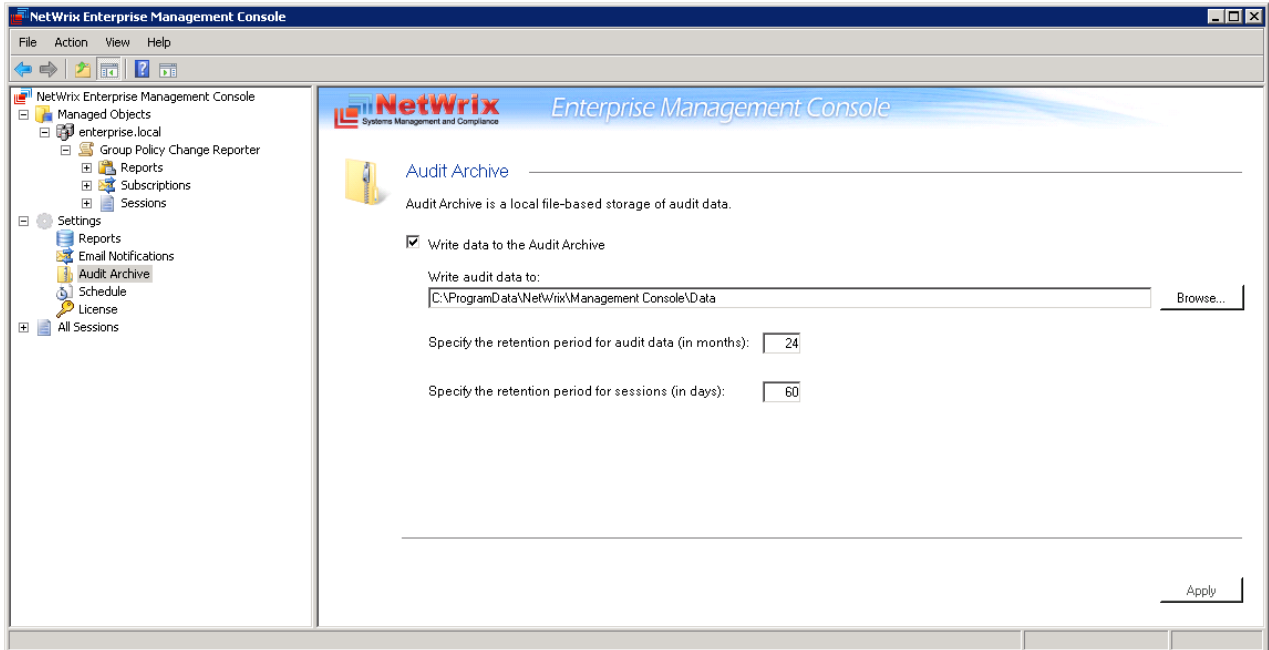 NetWrix Enterprise Management Console
File Action View Help
NetWrix Enterprise Management Console
Managed Objects
enterprise.local
Group Policy Change Reporter
Reports
Subscriptions
Sessions
Settings
Reports
Email Notifications
Audit Archive
Schedule
License
All Sessions
NetWrix
Systems Management and Compliance
Enterprise Management Console
Audit Archive
Audit Archive is a local file-based storage of audit data.
Write data to the Audit Archive
Write audit data to:
C:\ProgramData\NetWrix\Management Console\Data
Browse...
Specify the retention period for audit data (in months): 24
Specify the retention period for sessions (in days): 60
Apply